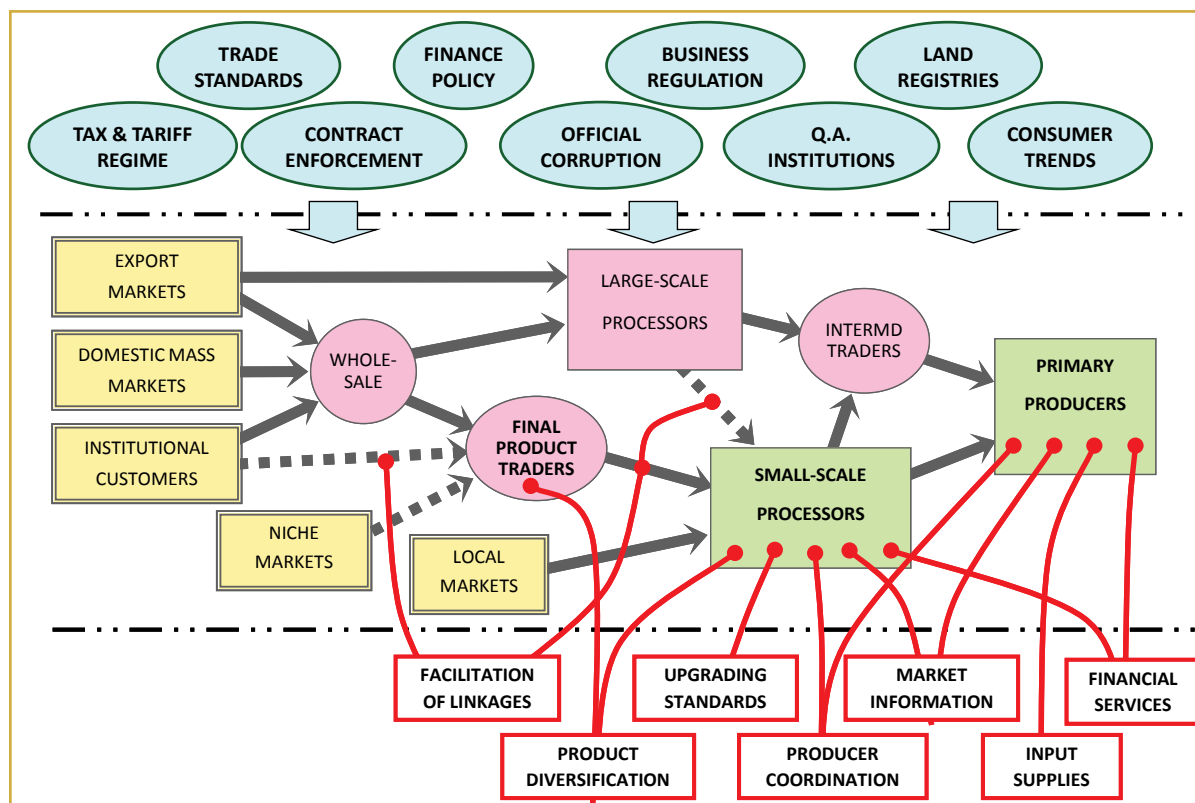 TRADE
STANDARDS
FINANCE
POLICY
BUSINESS
REGULATION
LAND
REGISTRIES
TAX & TARIFF
REGIME
CONTRACT
ENFORCEMENT
OFFICIAL
CORRUPTION
Q.A.
INSTITUTIONS
CONSUMER
TRENDS
EXPORT
MARKETS
LARGE-SCALE
PROCESSORS
INTERMD
TRADERS
DOMESTIC MASS
MARKETS
WHOLE-
SALE
PRIMARY
PRODUCERS
INSTITUTIONAL
CUSTOMERS
FINAL
PRODUCT
TRADERS
SMALL-SCALE
PROCESSORS
NICHE
MARKETS
LOCAL
MARKETS
FACILITATION
OF LINKAGES
UPGRADING
STANDARDS
MARKET
INFORMATION
FINANCIAL
SERVICES
PRODUCT
DIVERSIFICATION
PRODUCER
COORDINATION
INPUT
SUPPLIES